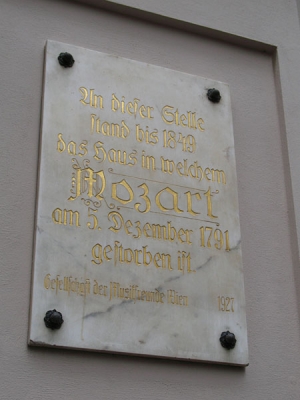 An dieser Stelle
stand bis 1849
das Haus in welchem
Mozart
am 5. Dezember 1791
gestorben ist
Gesellschaft der Musikfreunde Wien 1927